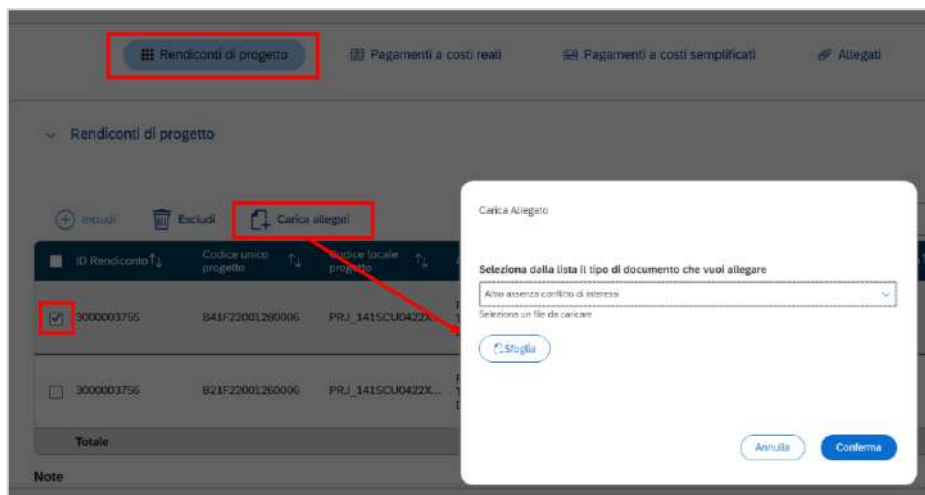 Rendiconti di progetto
Pagamenti a costi reali
Pagamenti a costi semplificati
Allegati
Rendiconti di progetto
Includi
Escludi
Carica allegati
ID Rendiconto
Codice unico progetto
Codice locale progetto
3000003755
B41F22001280006
PRJ_141SCU0422X...
3000003756
B21F22001260006
PRJ_141SCU0422X...
Totale
Note
Carica Allegato
Seleziona dalla lista il tipo di documento che vuoi allegare
Altro assenza conflitto di interessi
Seleziona un file da caricare
Sfoglia
Annulla
Conferma